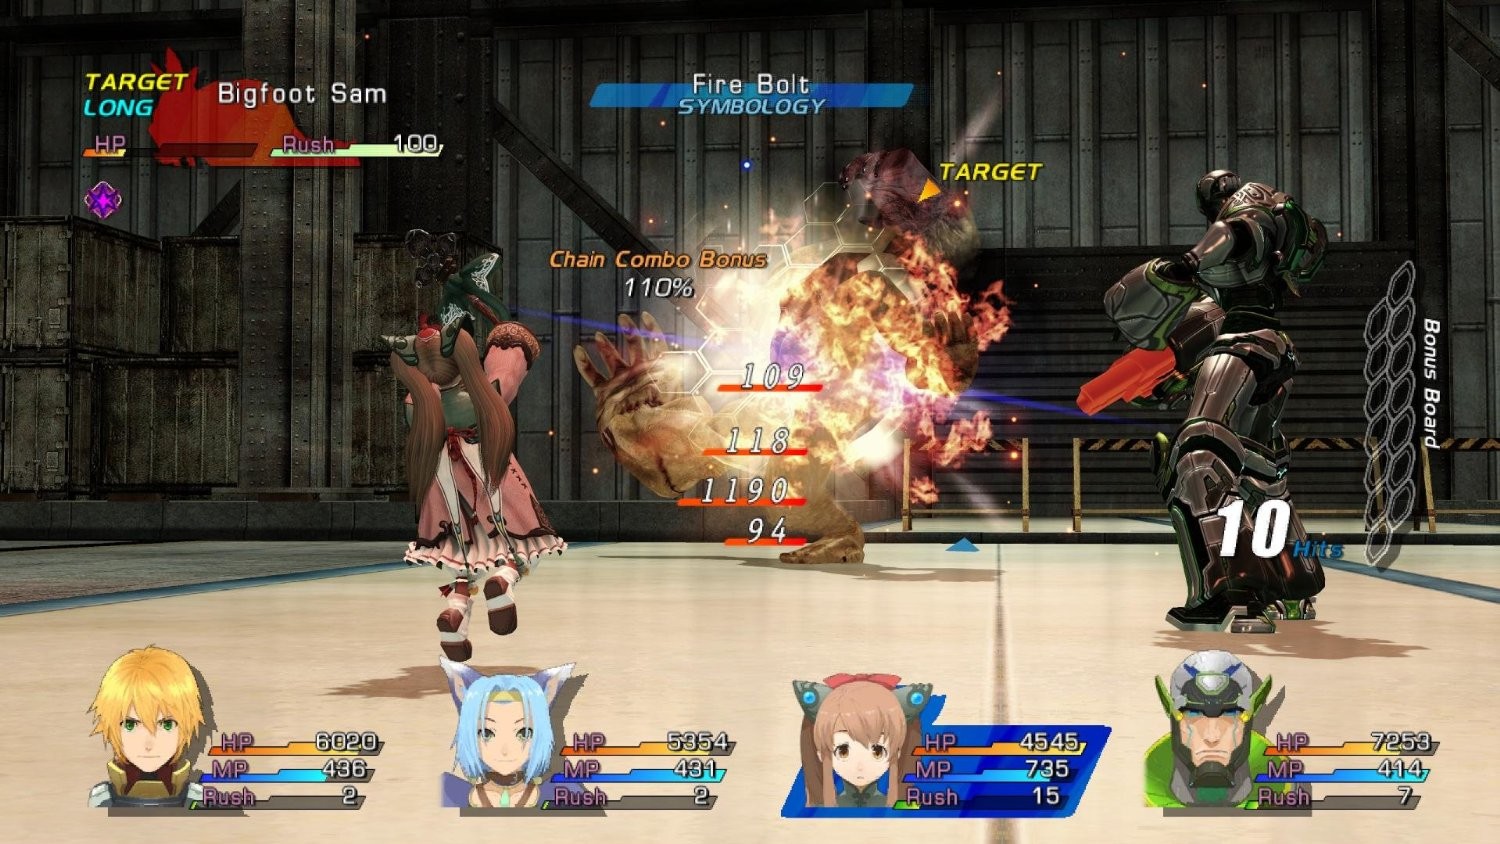 TARGET
LONG
Bigfoot Sam
HP
Rush 100
Fire Bolt
SYMBOLOGY
TARGET
Chain Combo Bonus
110%
109
118
1190
94
Bonus Board
10 Hits
HP 6020
MP 436
Rush 2
HP 5354
MP 431
Rush 2
HP 4545
MP 735
Rush 15
HP 7253
MP 414
Rush 7